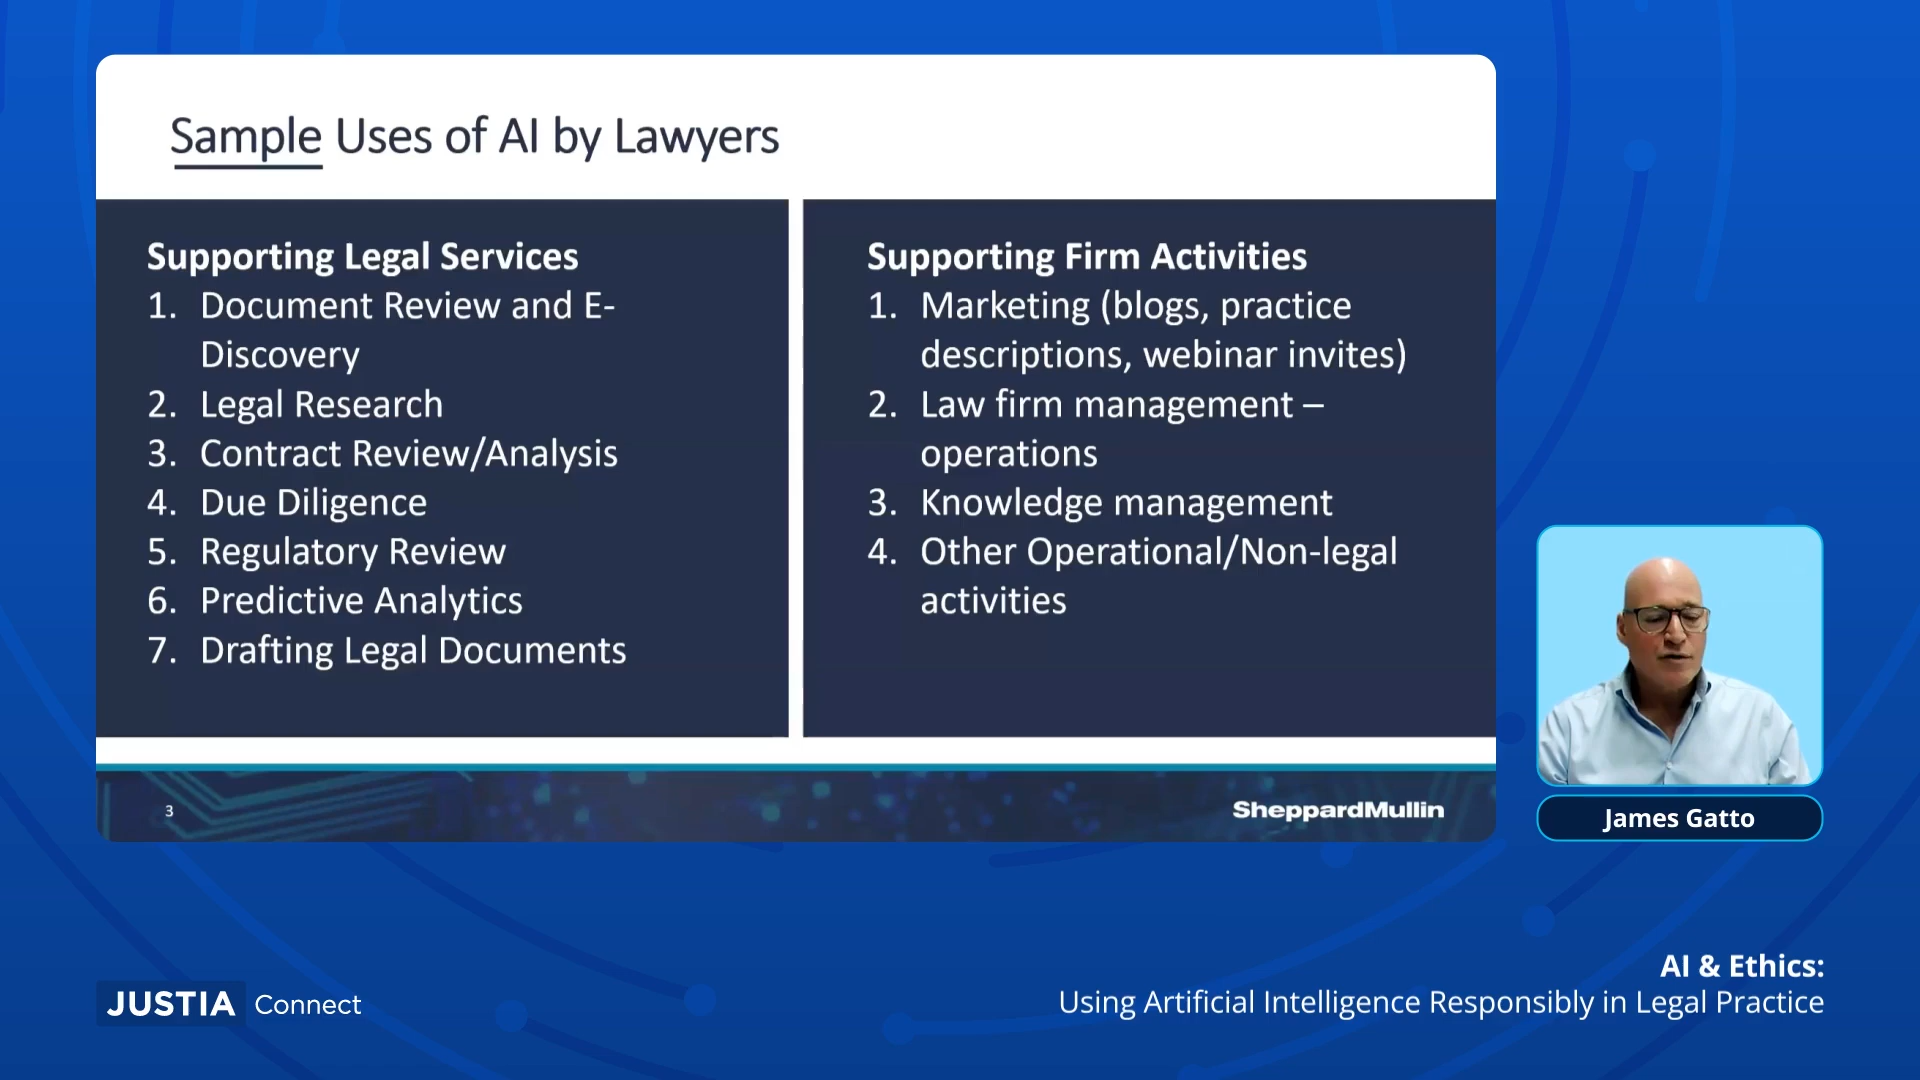 Sample Uses of AI by Lawyers
Supporting Legal Services
1. Document Review and E-
Discovery
2. Legal Research
3. Contract Review/Analysis
4. Due Diligence
5. Regulatory Review
6. Predictive Analytics
7. Drafting Legal Documents
Supporting Firm Activities
1. Marketing (blogs, practice
descriptions, webinar invites)
2. Law firm management –
operations
3. Knowledge management
4. Other Operational/Non-legal
activities
3
SheppardMullin
James Gatto
JUSTIA Connect
AI & Ethics:
Using Artificial Intelligence Responsibly in Legal Practice